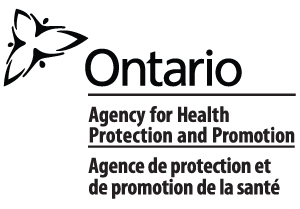 Ontario
Agency for Health
Protection and Promotion
Agence de protection et
de promotion de la santé